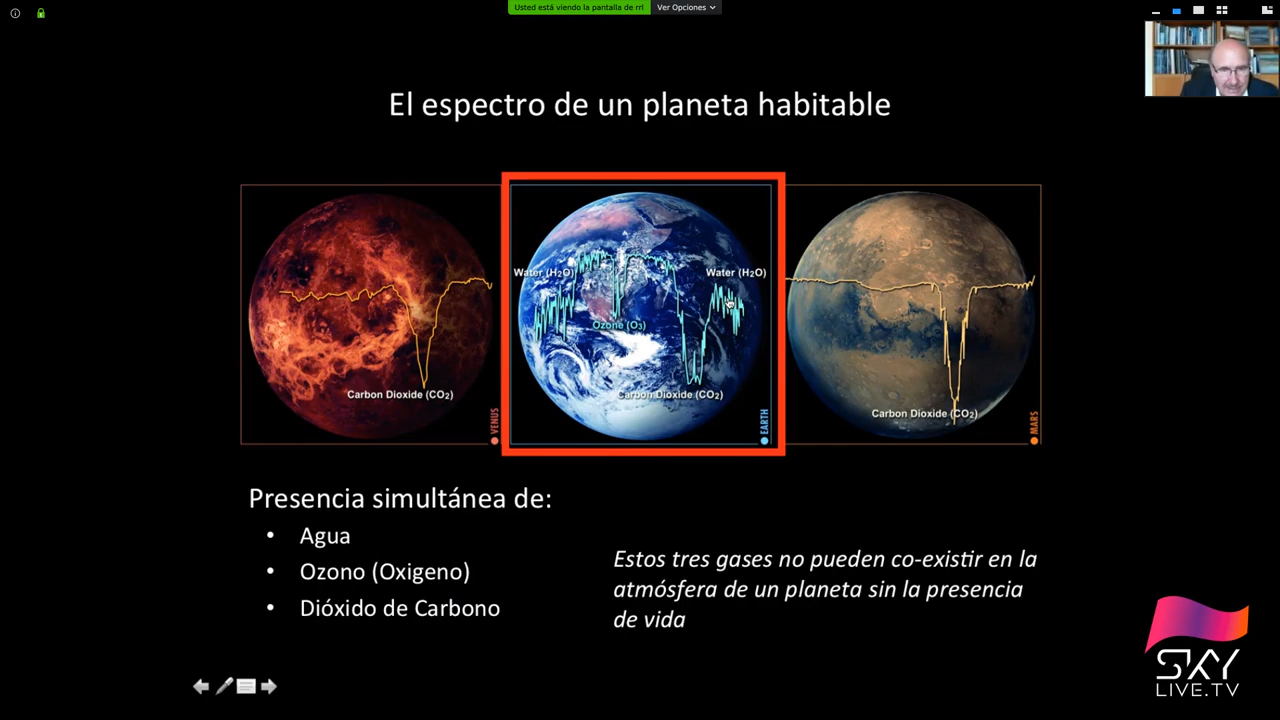 Usted está viendo la pantalla de rrl
Ver Opciones
El espectro de un planeta habitable
Water (H2O)
Water (H2O)
Ozone (O3)
Carbon Dioxide (CO2)
Carbon Dioxide (CO2)
Carbon Dioxide (CO2)
VENUS
EARTH
MARS
Presencia simultánea de:
• Agua
• Ozono (Oxigeno)
• Dióxido de Carbono
Estos tres gases no pueden co-existir en la
atmósfera de un planeta sin la presencia
de vida
SKY
LIVE.TV